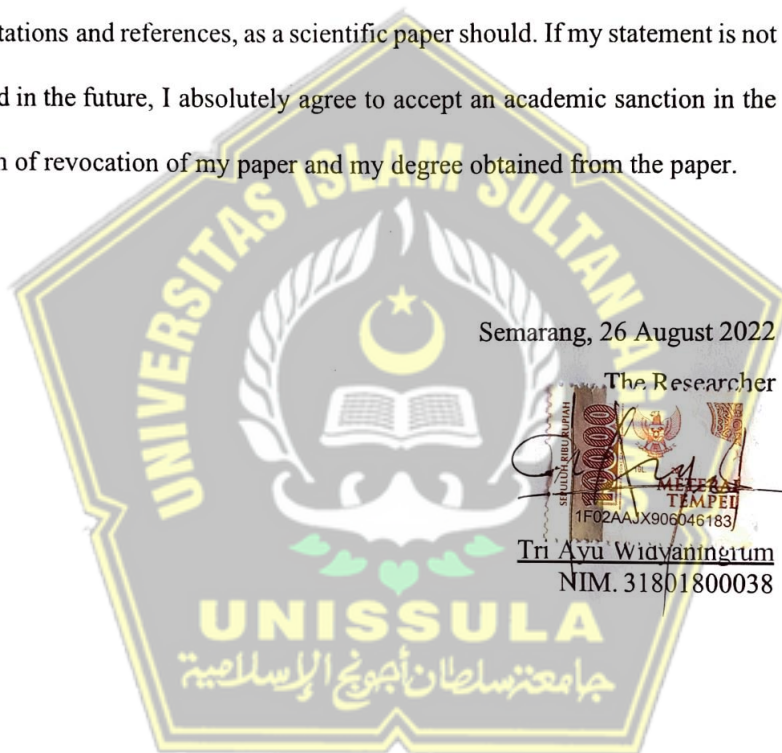 tations and references, as a scientific paper should. If my statement is not
d in the future, I absolutely agree to accept an academic sanction in the
n of revocation of my paper and my degree obtained from the paper.
UNIVERSITAS ISLAM SULTAN AG
Semarang, 26 August 2022
The Researcher
SEPULUH RIBU RUPIAH
10000
METERAI
TEMPEL
1F02AAJX906046183
Tri Ayu Widyaningrum
NIM. 31801800038
UNISSULA
جامعة سلطان أجونج الإسلامية